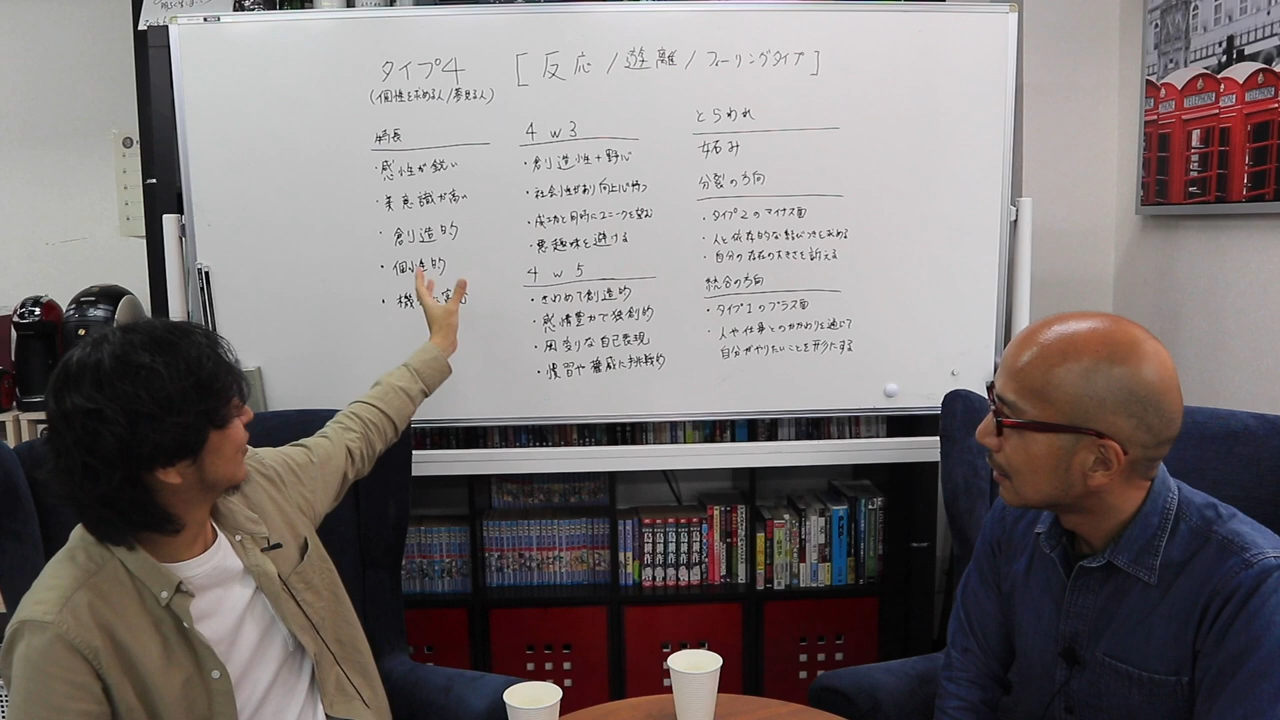 タイプ4 [反応/遊離/フィーリングタイプ]
(個性を求める人/夢見る人)
特長
・感性が鋭い
・美意識が高い
・創造的
・個性的
・機
4 w 3
・創造性+野心
・社会性があり向上心持つ
・成功と同時にユニークを望む
・悪趣味を避ける
4 w 5
・きわめて創造的
・感情豊かで独創的
・風変りな自己表現
・慣習や権威に挑戦的
とらわれ
妬み
分裂の方向
・タイプ2のマイナス面
・人と依存的な結びつきを求める
・自分の存在の大きさを訴える
統合の方向
・タイプ1のプラス面
・人や仕事とのかかわりを通じて
自分がやりたいことを形にする
TELEPHONE
TELEPHONE
TELEPHONE